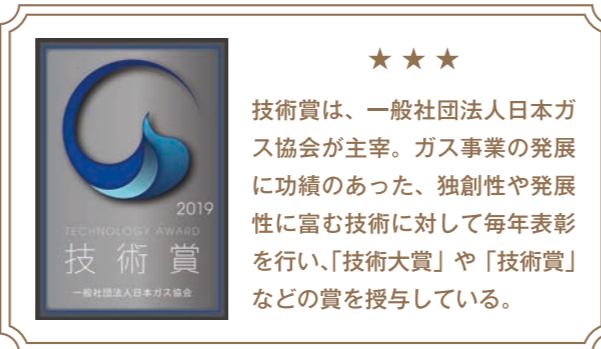 2019
TECHNOLOGY AWARD
技術賞
一般社団法人日本ガス協会
★★★
技術賞は、一般社団法人日本ガ
ス協会が主宰。ガス事業の発展
に功績のあった、独創性や発展
性に富む技術に対して毎年表彰
を行い、「技術大賞」や「技術賞」
などの賞を授与している。